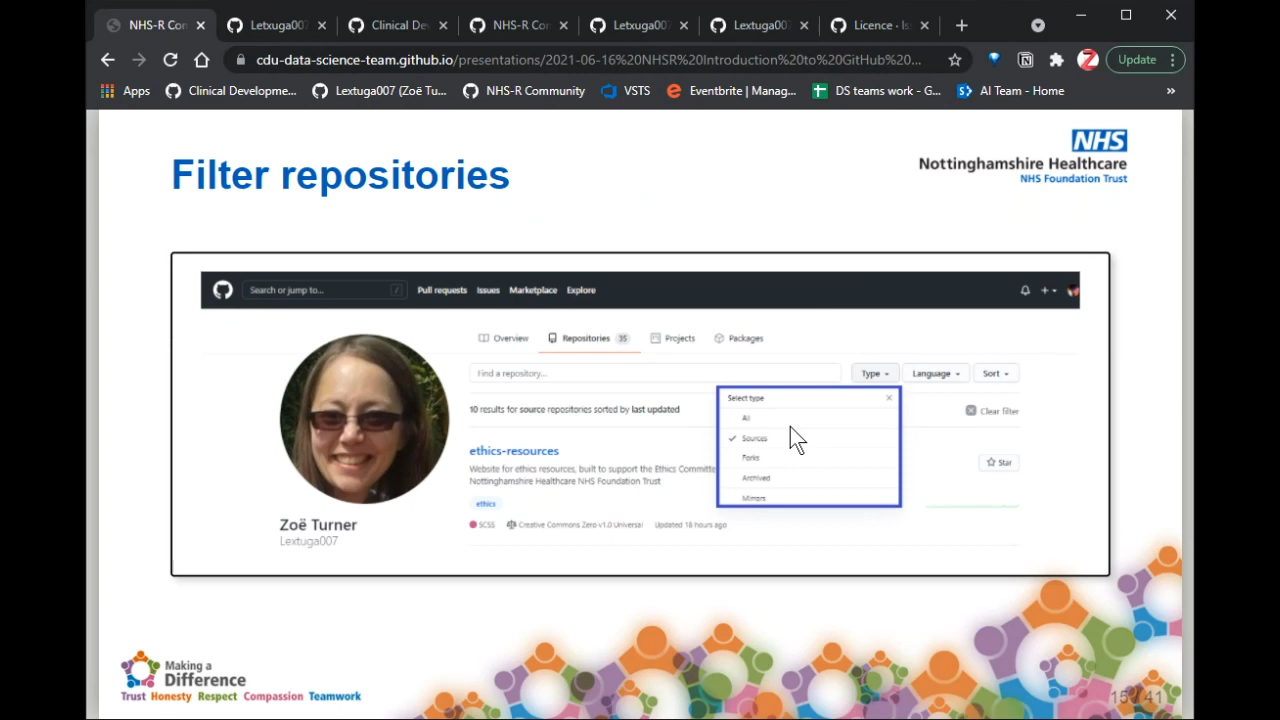 NHS-R Con
Letxuga007
Clinical De
NHS-R Co
Letxuga007
Lextuga007
Licence · Is
cdu-data-science-team.github.io/presentations/2021-06-16%20NHSR%20Introduction%20to%20GitHub%20...
Update
Apps
Clinical Developme...
Lextuga007 (Zoë Tu...
NHS-R Community
VSTS
Eventbrite | Manag...
DS teams work - G...
AI Team - Home
»
Filter repositories
NHS
Nottinghamshire Healthcare
NHS Foundation Trust
Search or jump to...
/
Pull requests Issues Marketplace Explore
Overview Repositories 35 Projects Packages
Find a repository...
Type Language Sort
Select type
10 results for source repositories sorted by last updated
Clear filter
All
Sources
Forks
Archived
Mirrors
ethics-resources
Star
Website for ethics resources, built to support the Ethics Committe
Nottinghamshire Healthcare NHS Foundation Trust
ethics
SCSS Creative Commons Zero v1.0 Universal Updated 18 hours ago
Zoë Turner
Lextuga007
Making a
Difference
Trust Honesty Respect Compassion Teamwork
15 / 41